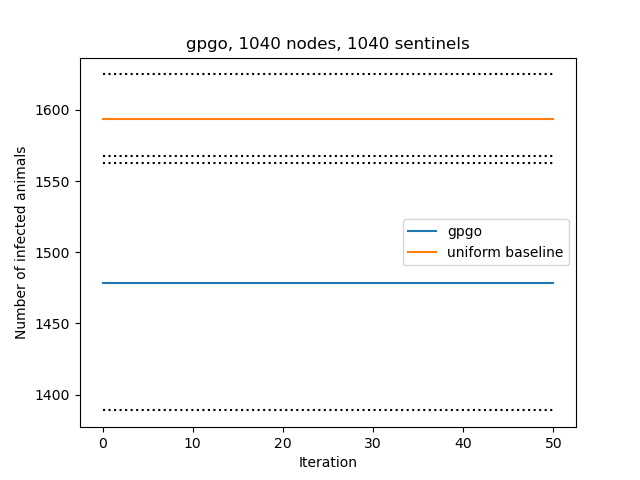 gpgo, 1040 nodes, 1040 sentinels
Number of infected animals
1600
1550
1500
1450
1400
gpgo
uniform baseline
0 10 20 30 40 50
Iteration